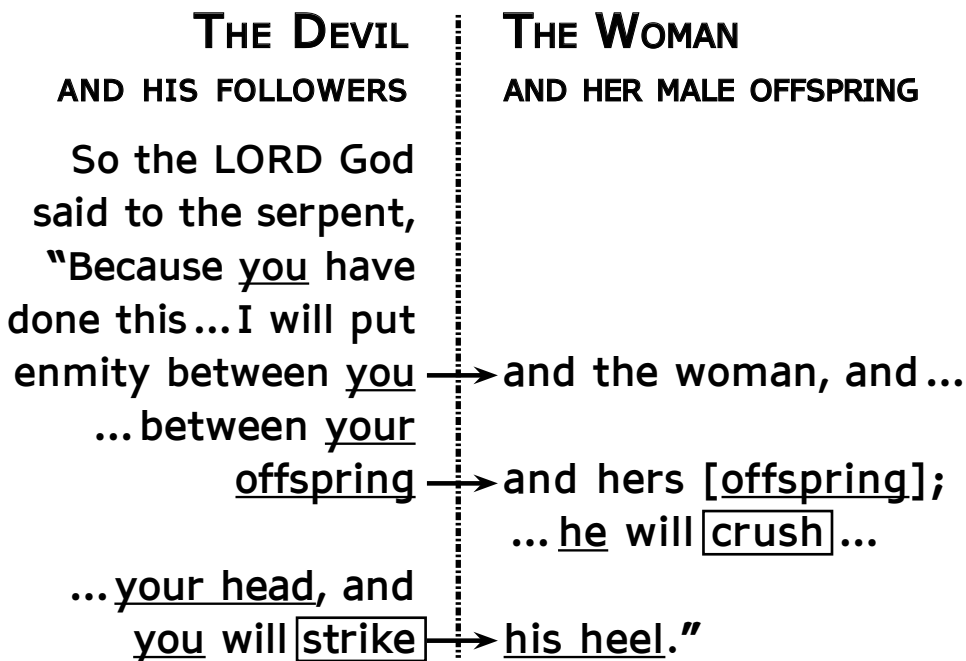 THE DEVIL
AND HIS FOLLOWERS
THE WOMAN
AND HER MALE OFFSPRING
So the LORD God
said to the serpent,
“Because you have
done this...I will put
enmity between you → and the woman, and...
...between your
offspring → and hers [offspring];
...he will crush...
...your head, and
you will strike → his heel.”